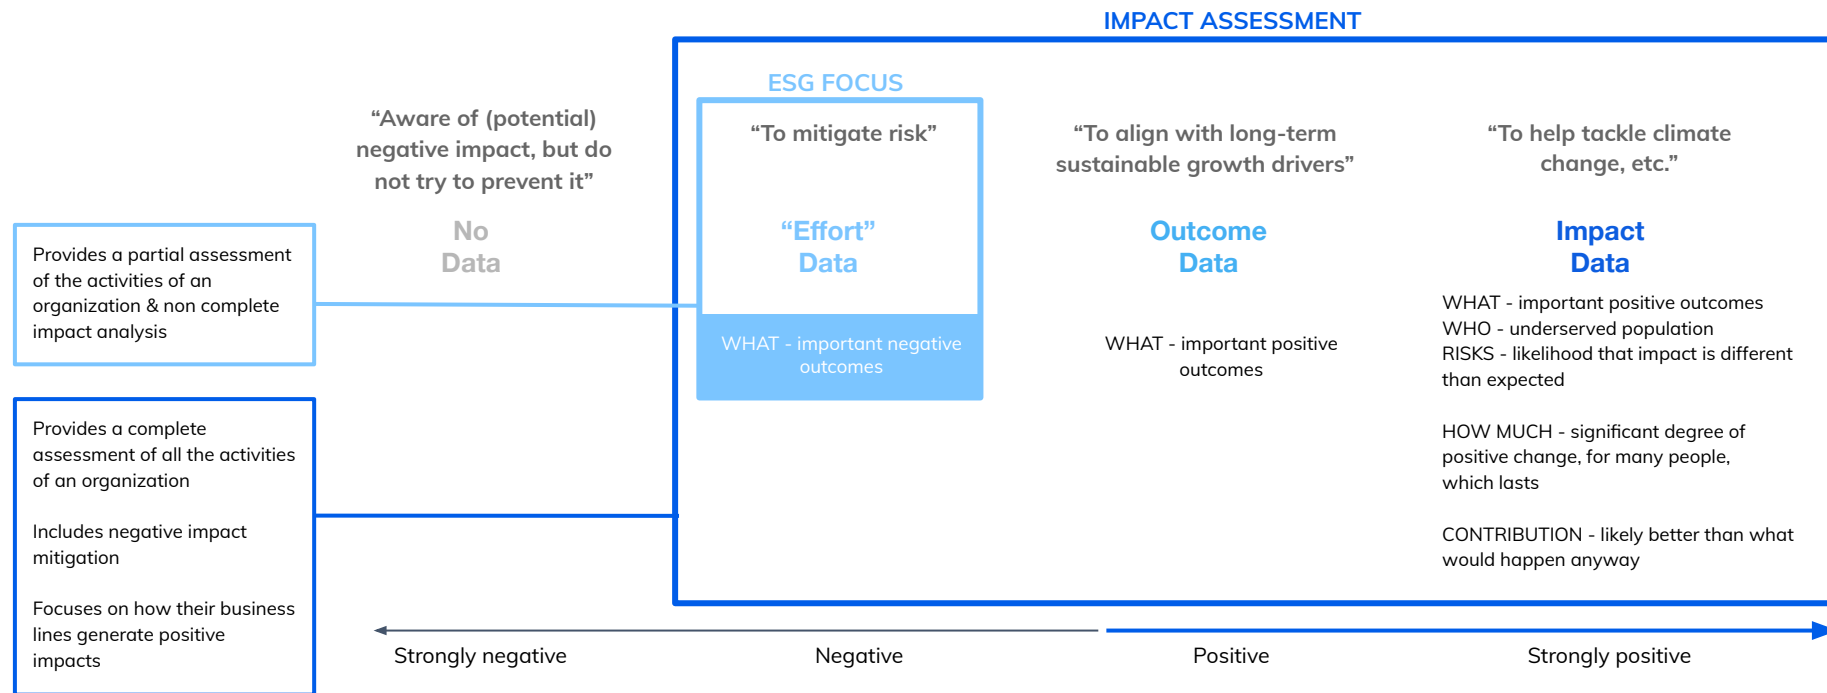 IMPACT ASSESSMENT
ESG FOCUS
“Aware of (potential)
negative impact, but do
not try to prevent it”
“To mitigate risk”
“To align with long-term
sustainable growth drivers”
“To help tackle climate
change, etc.”
No
Data
“Effort”
Data
Outcome
Data
Impact
Data
Provides a partial assessment
of the activities of an
organization & non complete
impact analysis
WHAT - important negative
outcomes
WHAT - important positive
outcomes
WHAT - important positive outcomes
WHO - underserved population
RISKS - likelihood that impact is different
than expected
HOW MUCH - significant degree of
positive change, for many people,
which lasts
CONTRIBUTION - likely better than what
would happen anyway
Provides a complete
assessment of all the activities
of an organization
Includes negative impact
mitigation
Focuses on how their business
lines generate positive
impacts
Strongly negative
Negative
Positive
Strongly positive